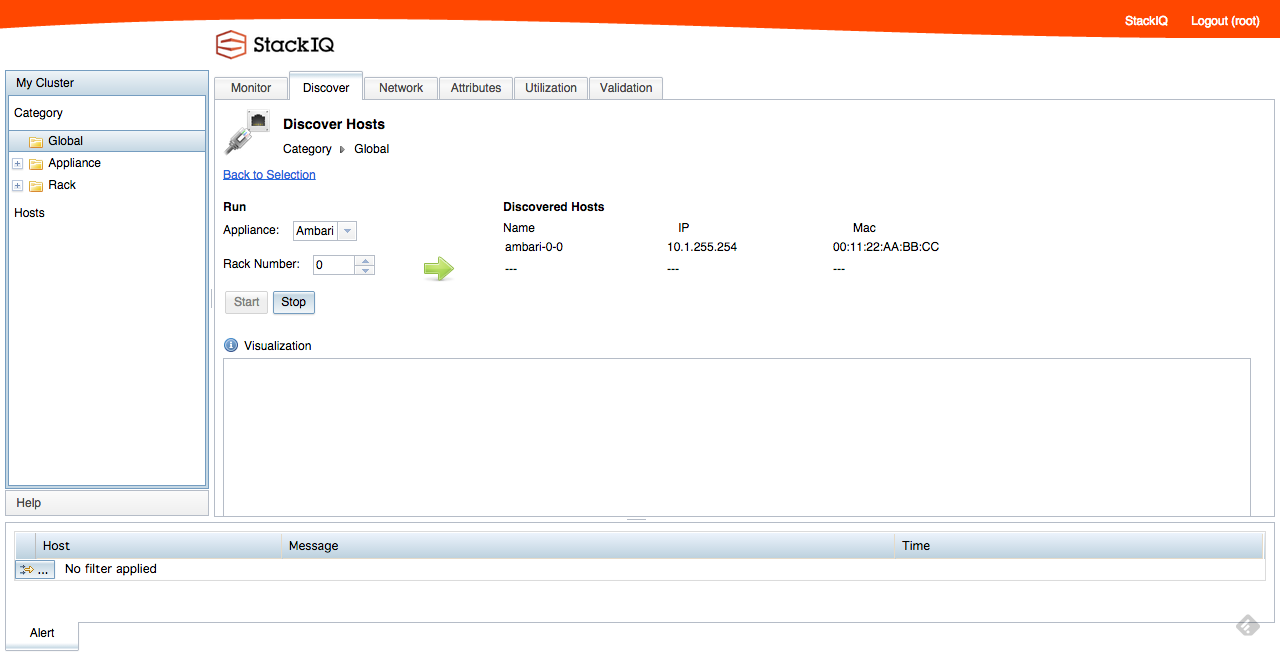 StackIQ Logout (root)
StackIQ
My Cluster
Category
Global
Appliance
Rack
Hosts
Help
Monitor Discover Network Attributes Utilization Validation
Discover Hosts
Category Global
Back to Selection
Run
Appliance: Ambari
Rack Number: 0
Start Stop
Discovered Hosts
Name IP Mac
ambari-0-0 10.1.255.254 00:11:22:AA:BB:CC
--- --- ---
Visualization
Host Message Time
... No filter applied
Alert